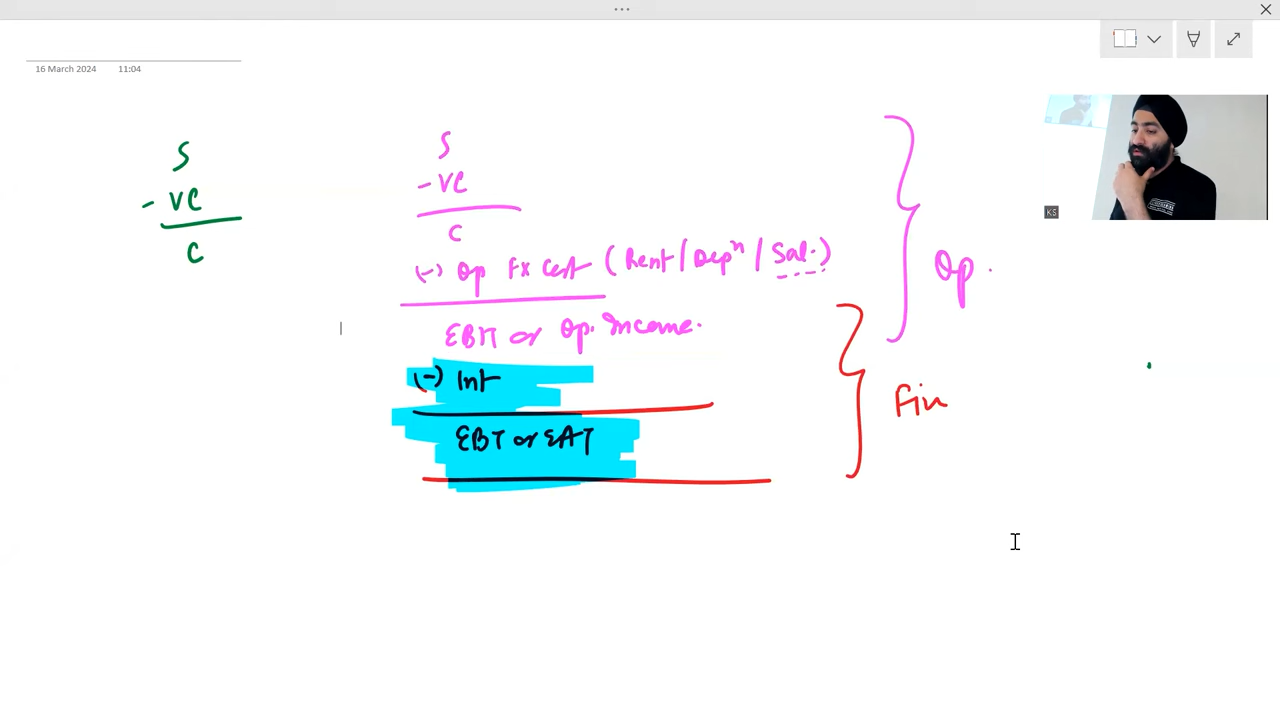 16 March 2024 11:04
S
- VC
C
S
- VC
C
(-) Op Fx Cost (Rent/Depn/Sal.)
EBIT or Op. Income.
(-) Int
EBT or EAT
Op.
Fin
KS